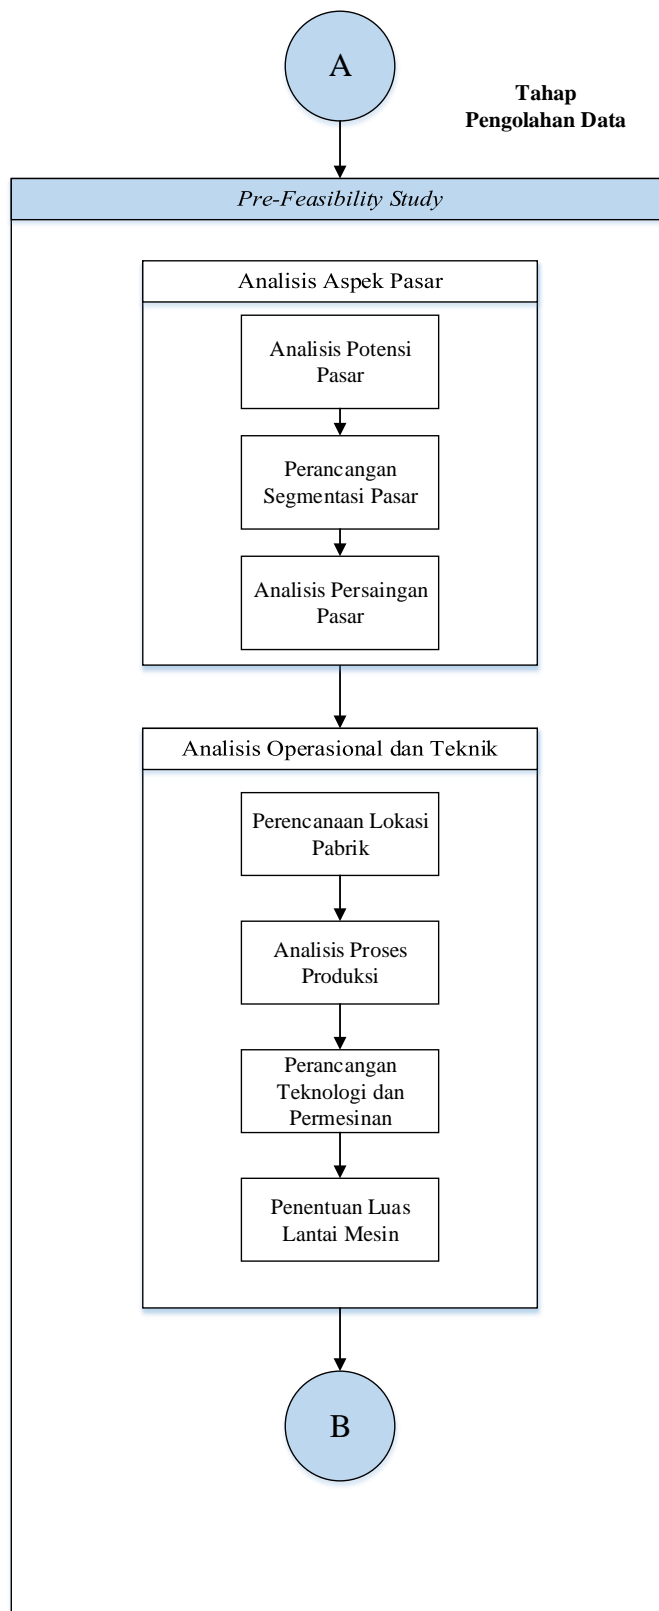 A
Tahap
Pengolahan Data
Pre-Feasibility Study
Analisis Aspek Pasar
Analisis Potensi
Pasar
Perancangan
Segmentasi Pasar
Analisis Persaingan
Pasar
Analisis Operasional dan Teknik
Perencanaan Lokasi
Pabrik
Analisis Proses
Produksi
Perancangan
Teknologi dan
Permesinan
Penentuan Luas
Lantai Mesin
B